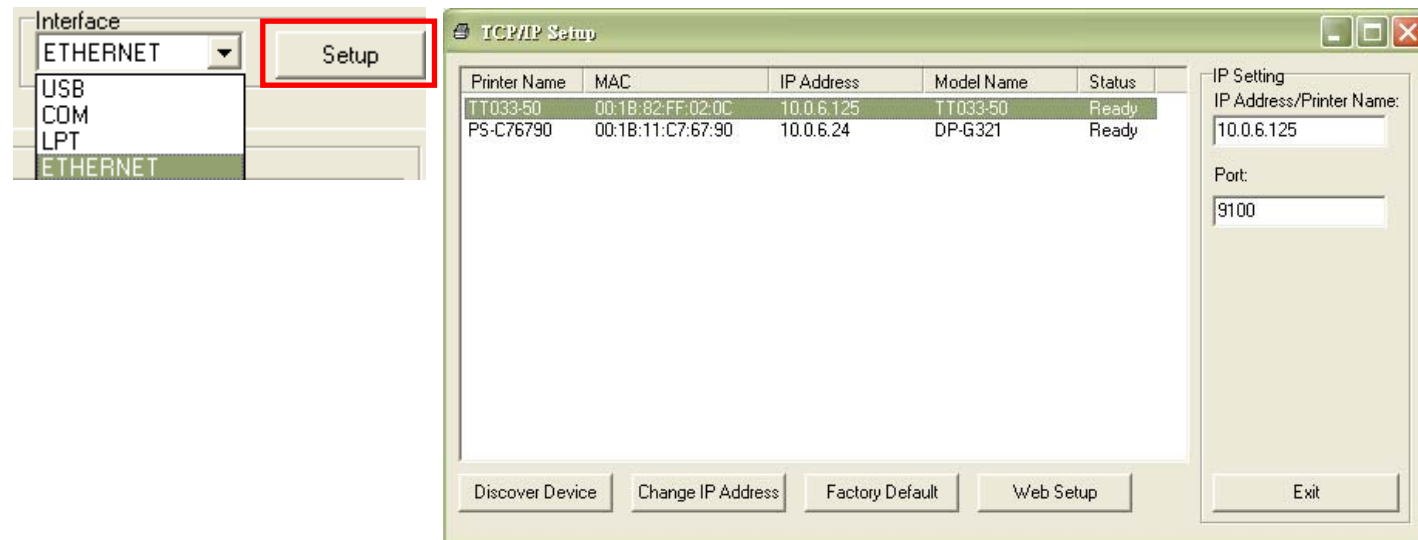 Interface
ETHERNET
Setup
USB
COM
LPT
ETHERNET
TCP/IP Setup
Printer Name MAC IP Address Model Name Status
TT033-50 00:1B:82:FF:02:0C 10.0.6.125 TT033-50 Ready
PS-C76790 00:1B:11:C7:67:90 10.0.6.24 DP-G321 Ready
IP Setting
IP Address/Printer Name:
10.0.6.125
Port:
9100
Discover Device Change IP Address Factory Default Web Setup Exit